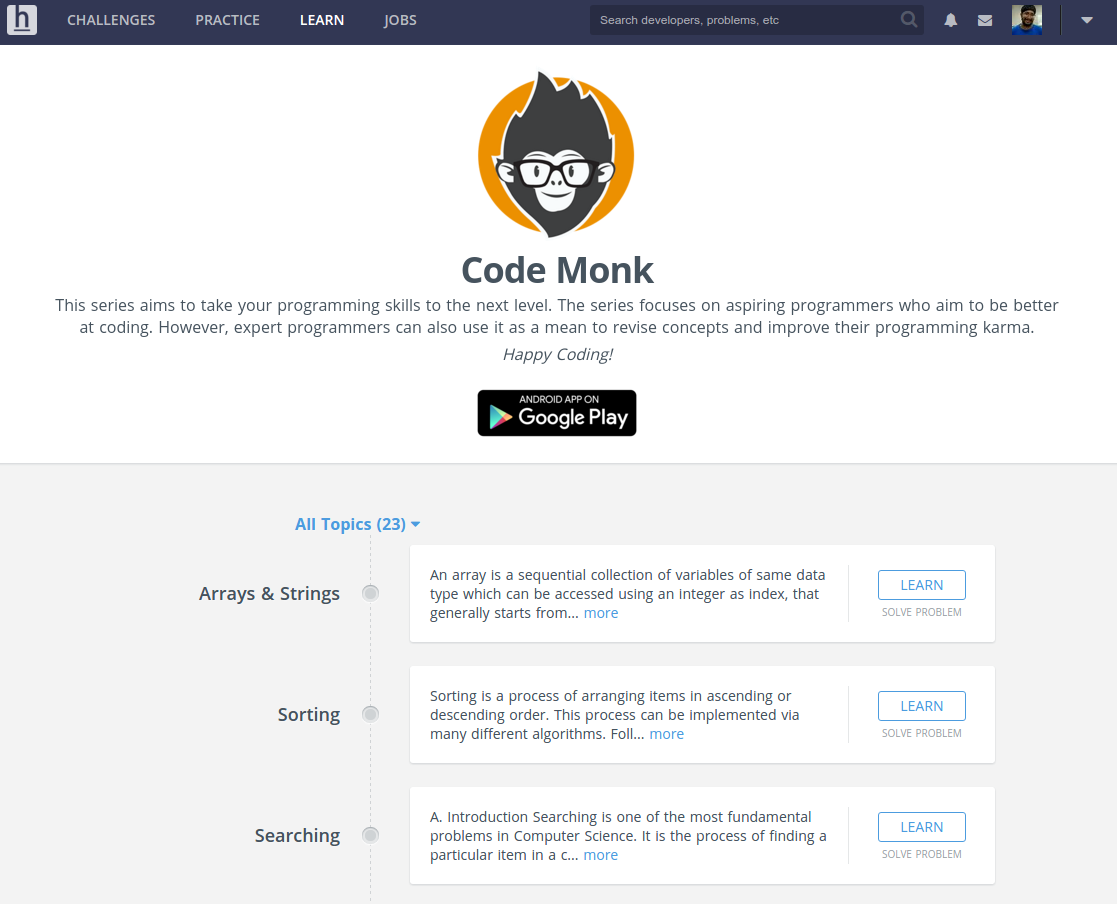 h CHALLENGES PRACTICE LEARN JOBS Search developers, problems, etc
Code Monk
This series aims to take your programming skills to the next level. The series focuses on aspiring programmers who aim to be better
at coding. However, expert programmers can also use it as a mean to revise concepts and improve their programming karma.
Happy Coding!
ANDROID APP ON
Google Play
All Topics (23)
Arrays & Strings
An array is a sequential collection of variables of same data
type which can be accessed using an integer as index, that
generally starts from... more
LEARN
SOLVE PROBLEM
Sorting
Sorting is a process of arranging items in ascending or
descending order. This process can be implemented via
many different algorithms. Foll... more
LEARN
SOLVE PROBLEM
Searching
A. Introduction Searching is one of the most fundamental
problems in Computer Science. It is the process of finding a
particular item in a c... more
LEARN
SOLVE PROBLEM